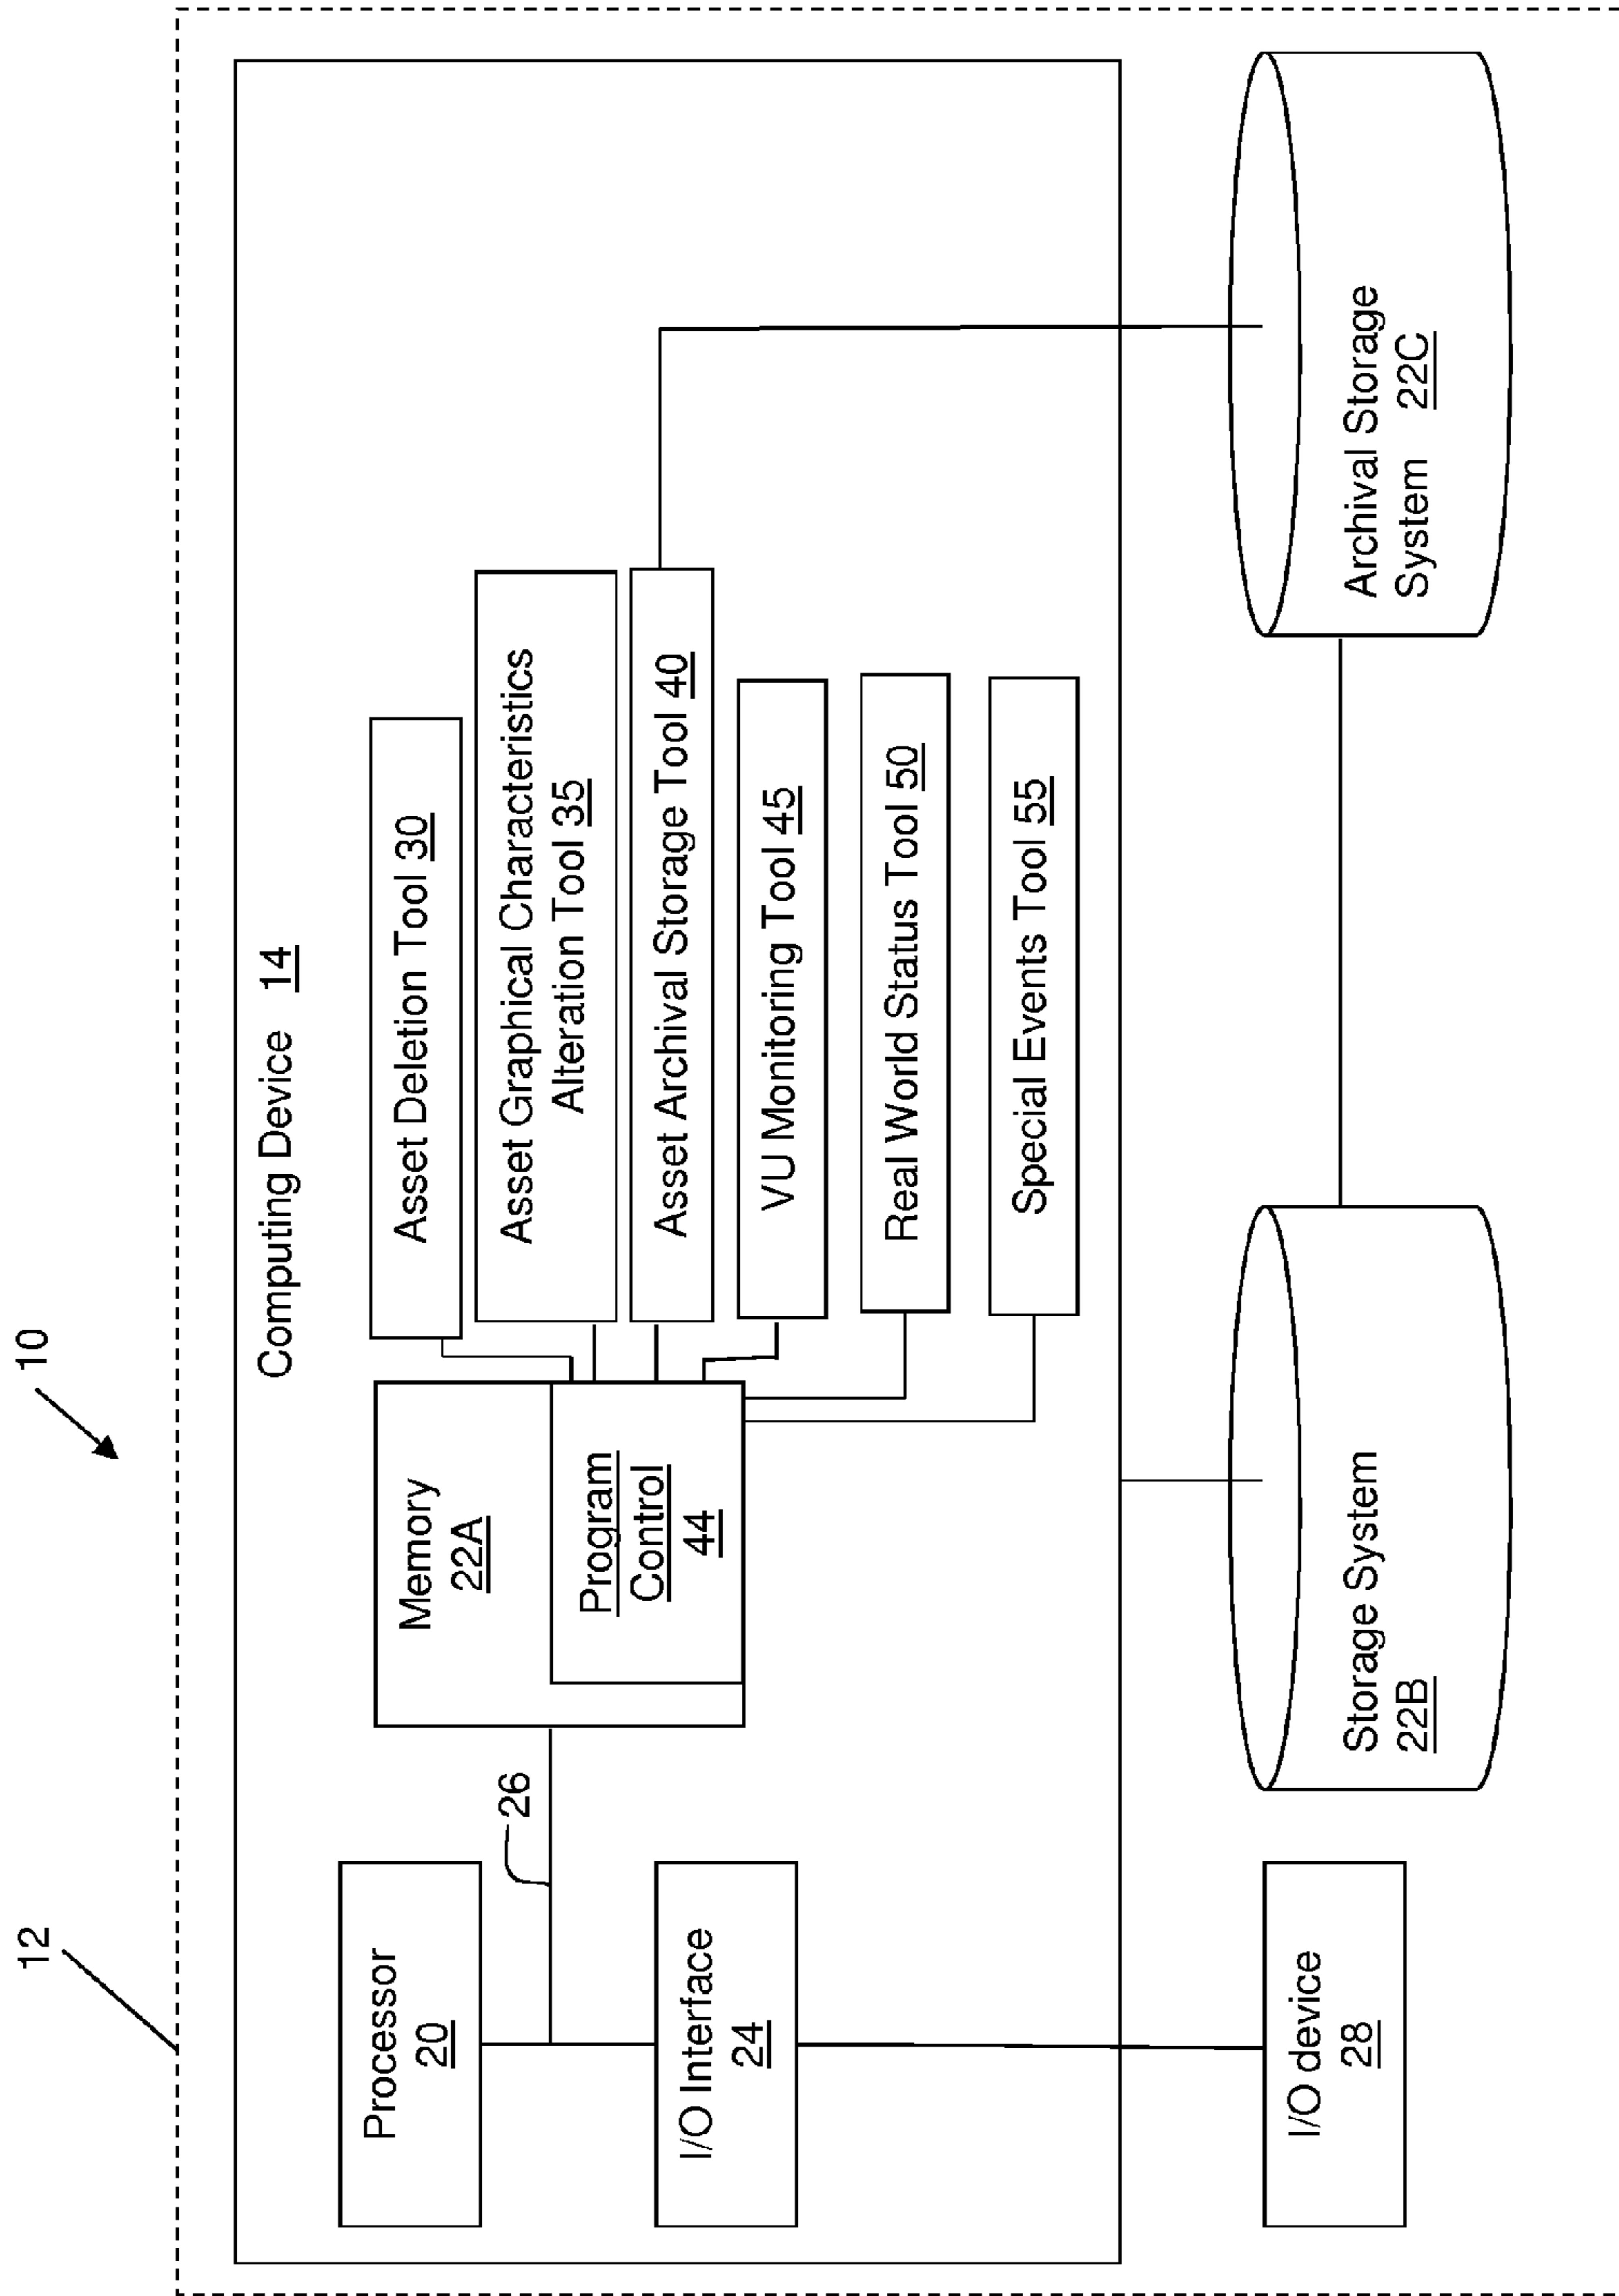 10
12
Computing Device 14
Processor
20
26
I/O Interface
24
Memory
22A
Program
Control
44
Asset Deletion Tool 30
Asset Graphical Characteristics
Alteration Tool 35
Asset Archival Storage Tool 40
VU Monitoring Tool 45
Real World Status Tool 50
Special Events Tool 55
I/O device
28
Storage System
22B
Archival Storage
System 22C